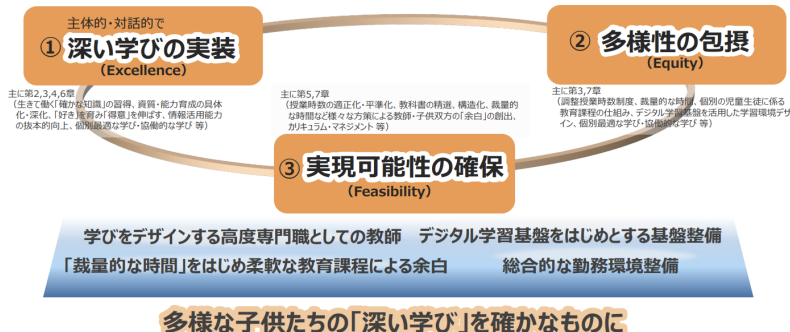 主体的・対話的で
① 深い学びの実装
(Excellence)
② 多様性の包摂
(Equity)
主に第2,3,4,6章
(生きて働く「確かな知識」の習得、資質・能力育成の具体
化・深化、「好き」を育み「得意」を伸ばす、情報活用能力
の抜本的向上、個別最適な学び・協働的な学び 等)
主に第5,7章
(授業時数の適正化・平準化、教科書の精選、構造化、裁量的
な時間など様々な方策による教師・子供双方の「余白」の創出、
カリキュラム・マネジメント 等)
主に第3,7章
(調整授業時数制度、裁量的な時間、個別の児童生徒に係る
教育課程の仕組み、デジタル学習基盤を活用した学習環境デザ
イン、個別最適な学び・協働的な学び 等)
③ 実現可能性の確保
(Feasibility)
学びをデザインする高度専門職としての教師 デジタル学習基盤をはじめとする基盤整備
「裁量的な時間」をはじめ柔軟な教育課程による余白 総合的な勤務環境整備
多様な子供たちの「深い学び」を確かなものに